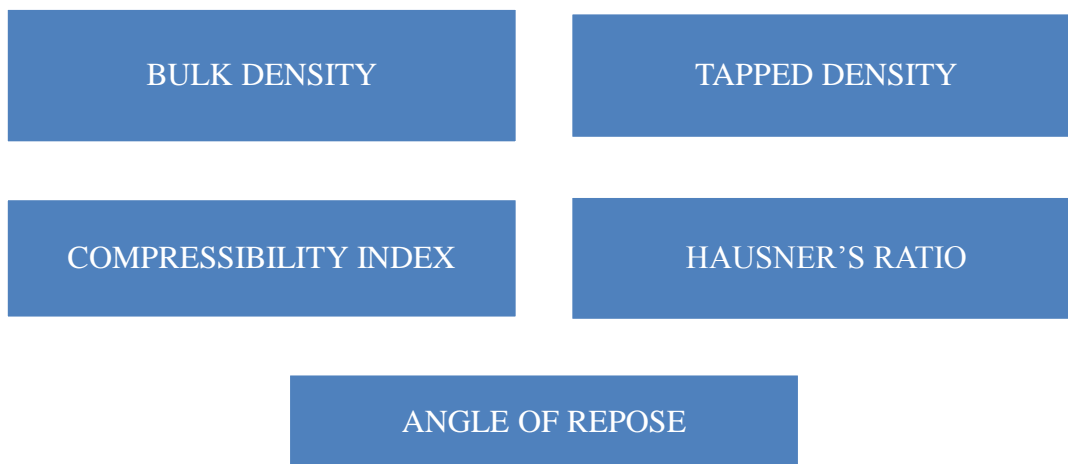 BULK DENSITY
TAPPED DENSITY
COMPRESSIBILITY INDEX
HAUSNER’S RATIO
ANGLE OF REPOSE